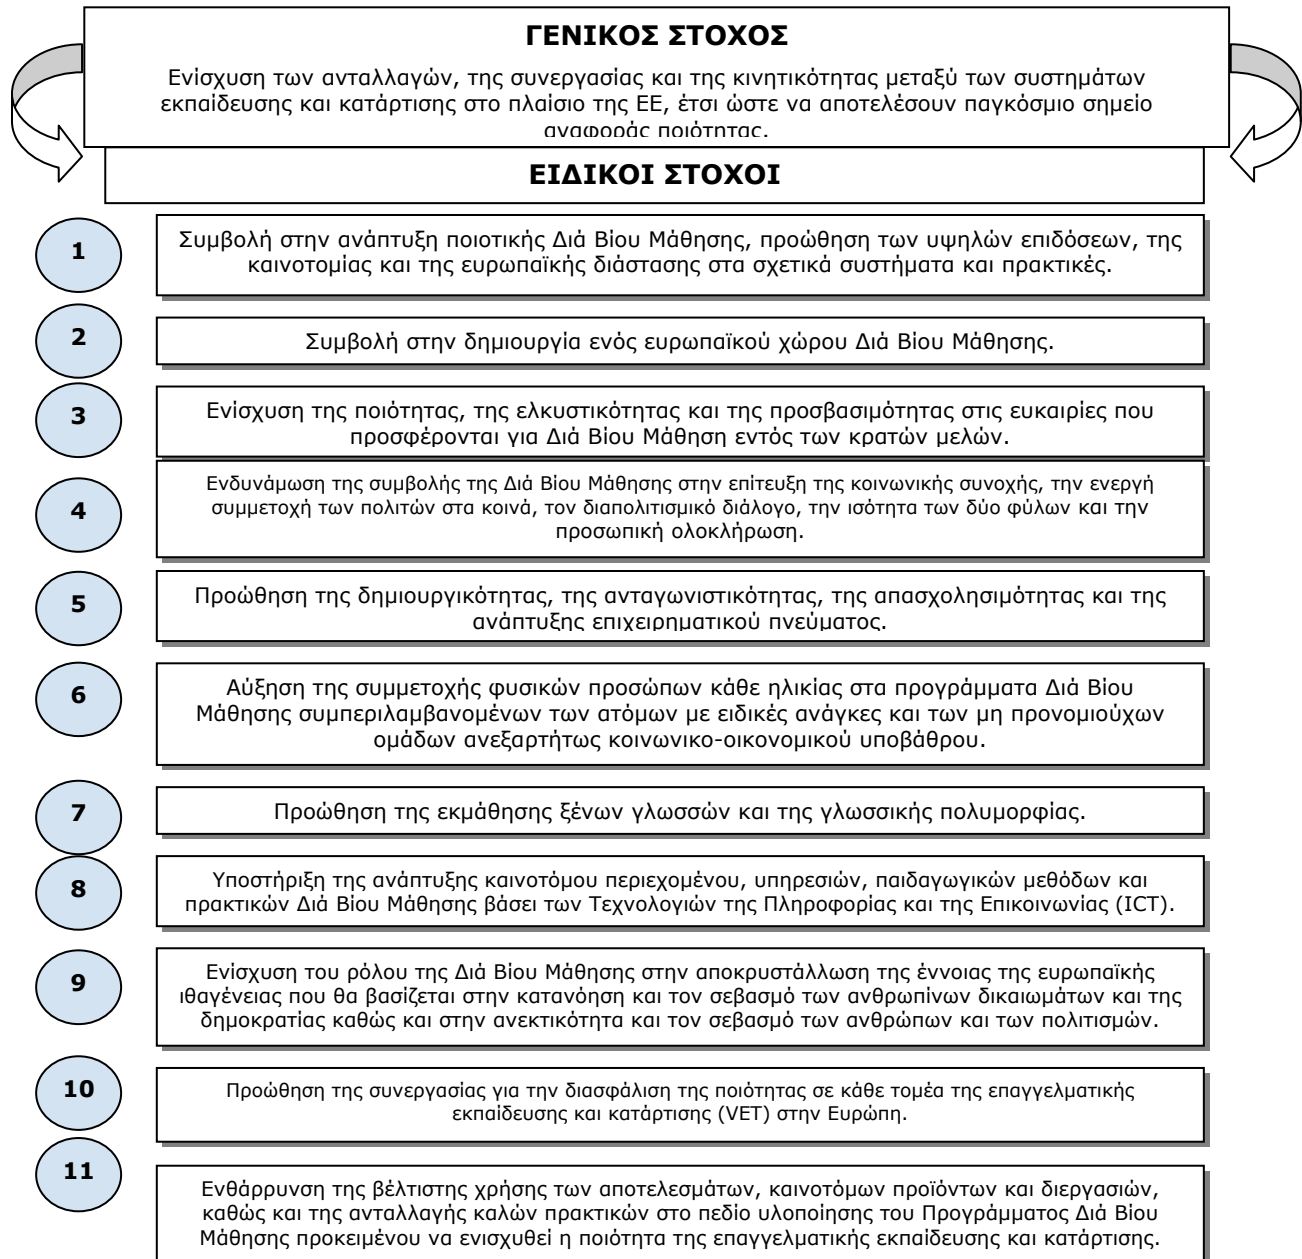 ΓΕΝΙΚΟΣ ΣΤΟΧΟΣ
Ενίσχυση των ανταλλαγών, της συνεργασίας και της κινητικότητας μεταξύ των συστημάτων
εκπαίδευσης και κατάρτισης στο πλαίσιο της ΕΕ, έτσι ώστε να αποτελέσουν παγκόσμιο σημείο
αναφοράς ποιότητας.
ΕΙΔΙΚΟΙ ΣΤΟΧΟΙ
1
Συμβολή στην ανάπτυξη ποιοτικής Διά Βίου Μάθησης, προώθηση των υψηλών επιδόσεων, της
καινοτομίας και της ευρωπαϊκής διάστασης στα σχετικά συστήματα και πρακτικές.
2
Συμβολή στην δημιουργία ενός ευρωπαϊκού χώρου Διά Βίου Μάθησης.
3
Ενίσχυση της ποιότητας, της ελκυστικότητας και της προσβασιμότητας στις ευκαιρίες που
προσφέρονται για Διά Βίου Μάθηση εντός των κρατών μελών.
4
Ενδυνάμωση της συμβολής της Διά Βίου Μάθησης στην επίτευξη της κοινωνικής συνοχής, την ενεργή
συμμετοχή των πολιτών στα κοινά, τον διαπολιτισμικό διάλογο, την ισότητα των δύο φύλων και την
προσωπική ολοκλήρωση.
5
Προώθηση της δημιουργικότητας, της ανταγωνιστικότητας, της απασχολησιμότητας και της
ανάπτυξης επιχειρηματικού πνεύματος.
6
Αύξηση της συμμετοχής φυσικών προσώπων κάθε ηλικίας στα προγράμματα Διά Βίου
Μάθησης συμπεριλαμβανομένων των ατόμων με ειδικές ανάγκες και των μη προνομιούχων
ομάδων ανεξαρτήτως κοινωνικο-οικονομικού υποβάθρου.
7
Προώθηση της εκμάθησης ξένων γλωσσών και της γλωσσικής πολυμορφίας.
8
Υποστήριξη της ανάπτυξης καινοτόμου περιεχομένου, υπηρεσιών, παιδαγωγικών μεθόδων και
πρακτικών Διά Βίου Μάθησης βάσει των Τεχνολογιών της Πληροφορίας και της Επικοινωνίας (ICT).
9
Ενίσχυση του ρόλου της Διά Βίου Μάθησης στην αποκρυστάλλωση της έννοιας της ευρωπαϊκής
ιθαγένειας που θα βασίζεται στην κατανόηση και τον σεβασμό των ανθρωπίνων δικαιωμάτων και της
δημοκρατίας καθώς και στην ανεκτικότητα και τον σεβασμό των ανθρώπων και των πολιτισμών.
10
Προώθηση της συνεργασίας για την διασφάλιση της ποιότητας σε κάθε τομέα της επαγγελματικής
εκπαίδευσης και κατάρτισης (VET) στην Ευρώπη.
11
Ενθάρρυνση της βέλτιστης χρήσης των αποτελεσμάτων, καινοτόμων προϊόντων και διεργασιών,
καθώς και της ανταλλαγής καλών πρακτικών στο πεδίο υλοποίησης του Προγράμματος Διά Βίου
Μάθησης προκειμένου να ενισχυθεί η ποιότητα της επαγγελματικής εκπαίδευσης και κατάρτισης.